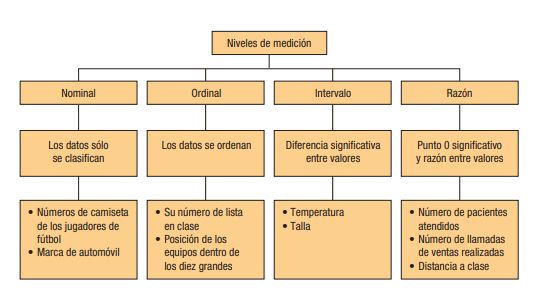 Niveles de medición
Nominal
Ordinal
Intervalo
Razón
Los datos sólo
se clasifican
Los datos se ordenan
Diferencia significativa
entre valores
Punto 0 significativo
y razón entre valores
• Números de camiseta
de los jugadores de
fútbol
• Marca de automóvil
• Su número de lista
en clase
• Posición de los
equipos dentro de
los diez grandes
• Temperatura
• Talla
• Número de pacientes
atendidos
• Número de llamadas
de ventas realizadas
• Distancia a clase